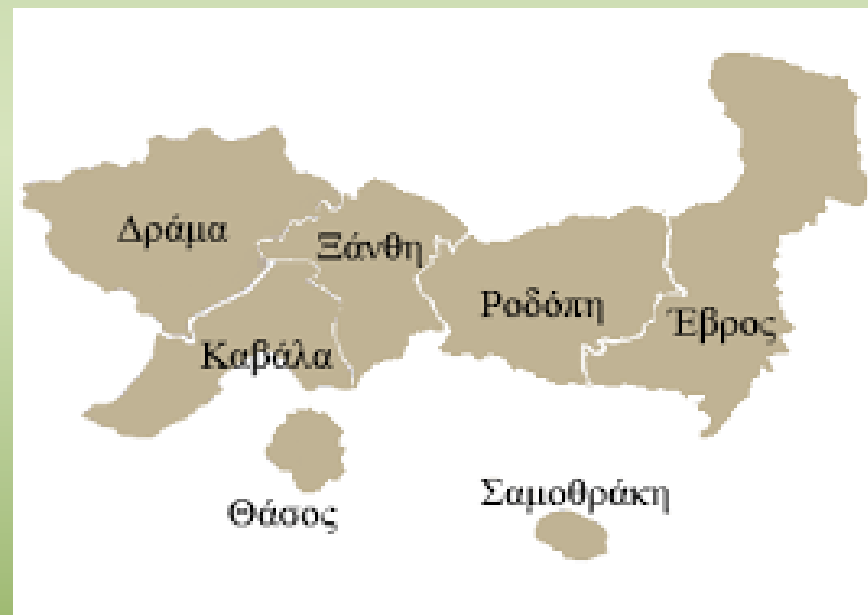 Δράμα
Ξάνθη
Ροδόπη
Έβρος
Καβάλα
Θάσος
Σαμοθράκη